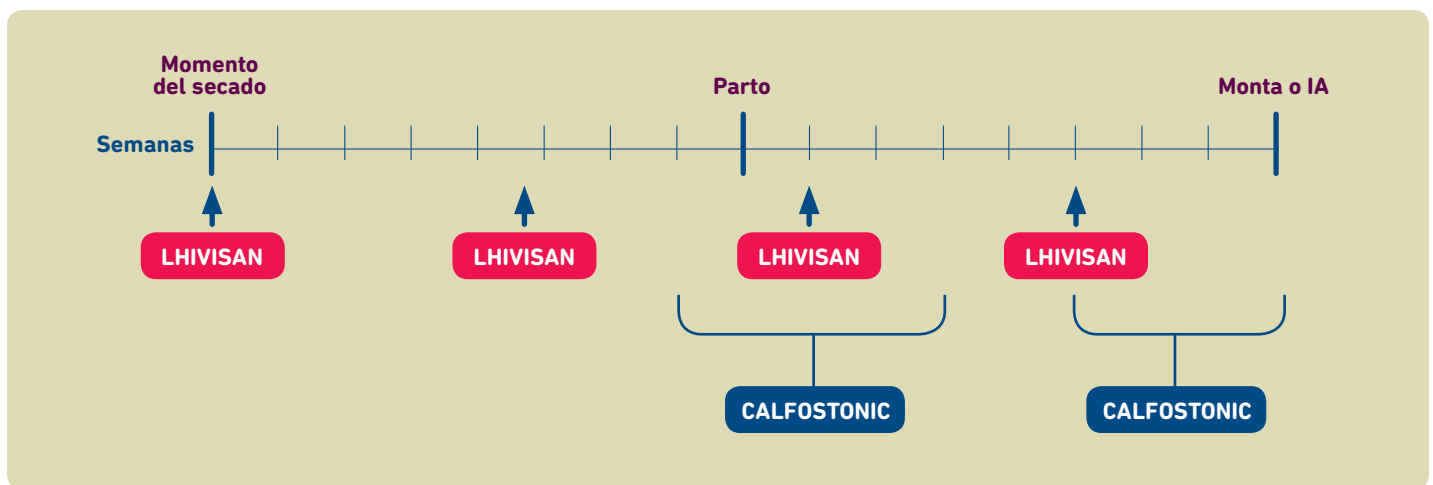 Momento
del secado
Parto
Monta o IA
Semanas
LHIVISAN
LHIVISAN
LHIVISAN
LHIVISAN
CALFOSTONIC
CALFOSTONIC